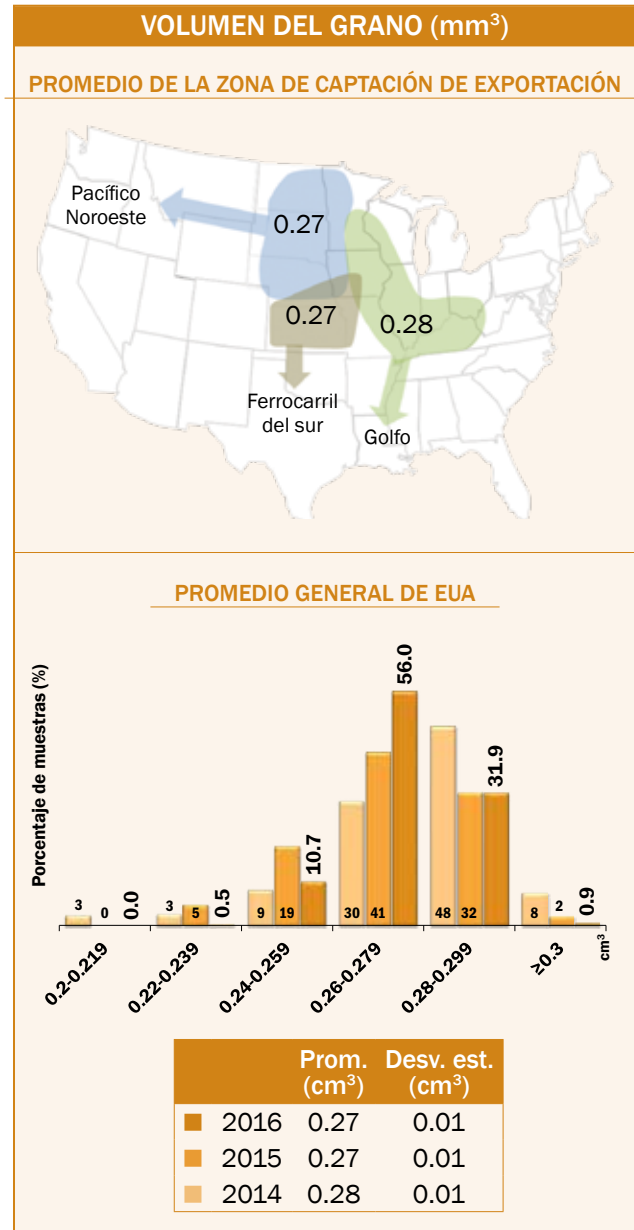 VOLUMEN DEL GRANO (mm³)
PROMEDIO DE LA ZONA DE CAPTACIÓN DE EXPORTACIÓN
Pacífico
Noroeste
0.27
0.27
0.28
Ferrocarril
del sur
Golfo
PROMEDIO GENERAL DE EUA
Porcentaje de muestras (%)
3 0 0.0
3 5 0.5
9 19 10.7
30 41 56.0
48 32 31.9
8 2 0.9
0.2-0.219 0.22-0.239 0.24-0.259 0.26-0.279 0.28-0.299 ≥0.3 cm³
Prom. Desv. est.
(cm³) (cm³)
2016 0.27 0.01
2015 0.27 0.01
2014 0.28 0.01